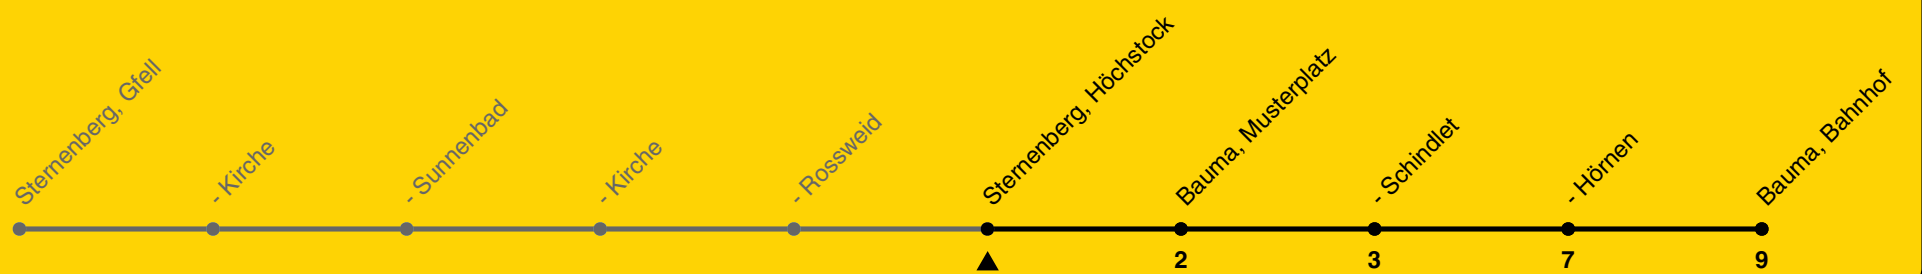 Sternenberg, Gfell
- Kirche
- Sunnenbad
- Kirche
- Rossweid
Sternenberg, Höchstock
Bauma, Musterplatz
- Schindlet
- Hörnen
Bauma, Bahnhof
2
3
7
9